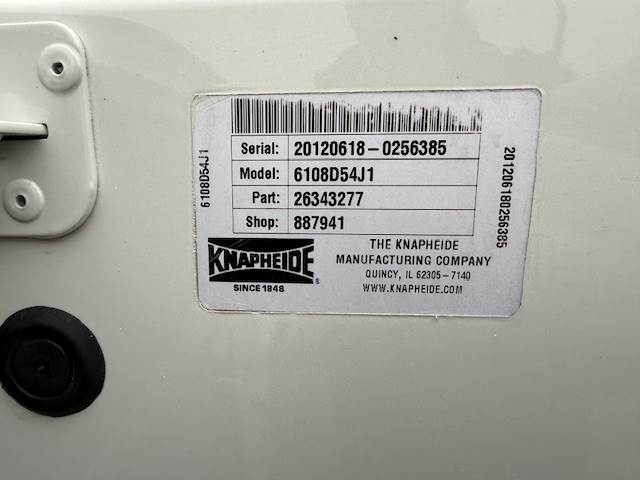 Serial: 20120618-0256385
Model: 6108D54J1
Part: 26343277
Shop: 887941
6108D54J1
201206180256385
KNAPHEIDE®
SINCE 1848
THE KNAPHEIDE
MANUFACTURING COMPANY
QUINCY, IL 62305-7140
WWW.KNAPHEIDE.COM